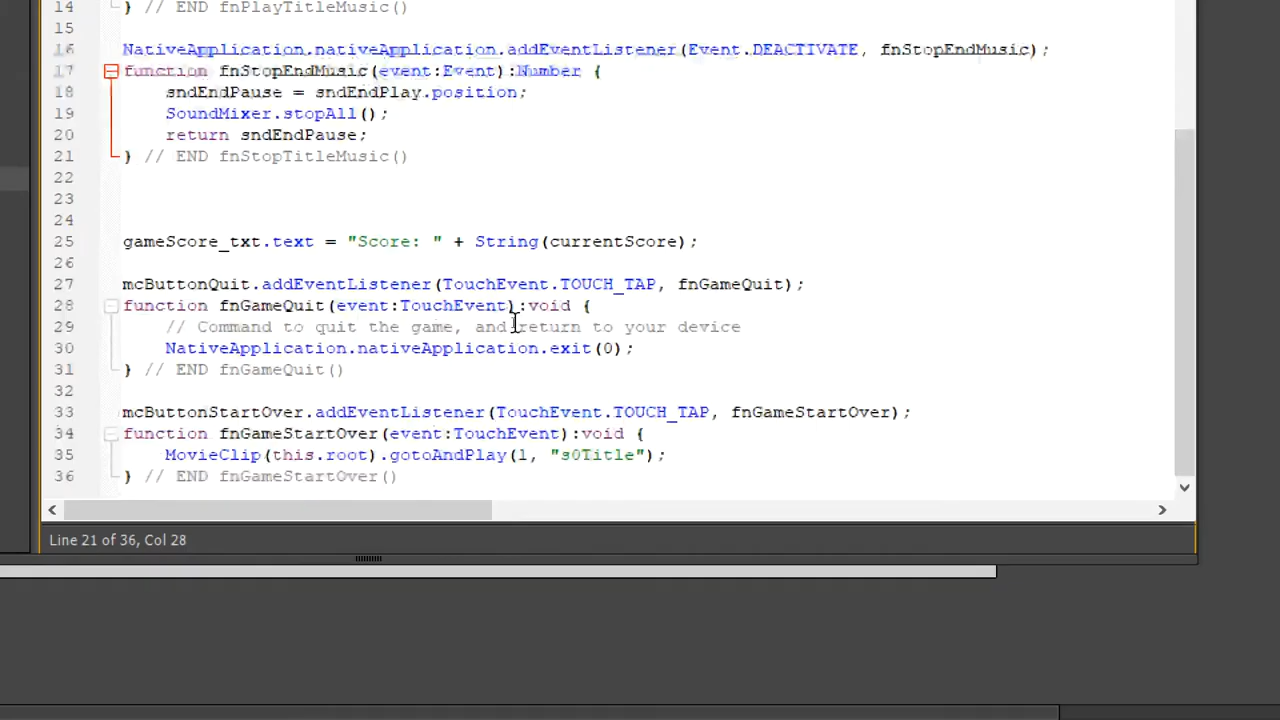 14 } // END fnPlayTitleMusic()
15
16 NativeApplication.nativeApplication.addEventListener(Event.DEACTIVATE, fnStopEndMusic);
17 function fnStopEndMusic(event:Event):Number {
18 sndEndPause = sndEndPlay.position;
19 SoundMixer.stopAll();
20 return sndEndPause;
21 } // END fnStopTitleMusic()
22
23
24
25 gameScore_txt.text = "Score: " + String(currentScore);
26
27 mcButtonQuit.addEventListener(TouchEvent.TOUCH_TAP, fnGameQuit);
28 function fnGameQuit(event:TouchEvent):void {
29 // Command to quit the game, and return to your device
30 NativeApplication.nativeApplication.exit(0);
31 } // END fnGameQuit()
32
33 mcButtonStartOver.addEventListener(TouchEvent.TOUCH_TAP, fnGameStartOver);
34 function fnGameStartOver(event:TouchEvent):void {
35 MovieClip(this.root).gotoAndPlay(1, "s0Title");
36 } // END fnGameStartOver()
Line 21 of 36, Col 28